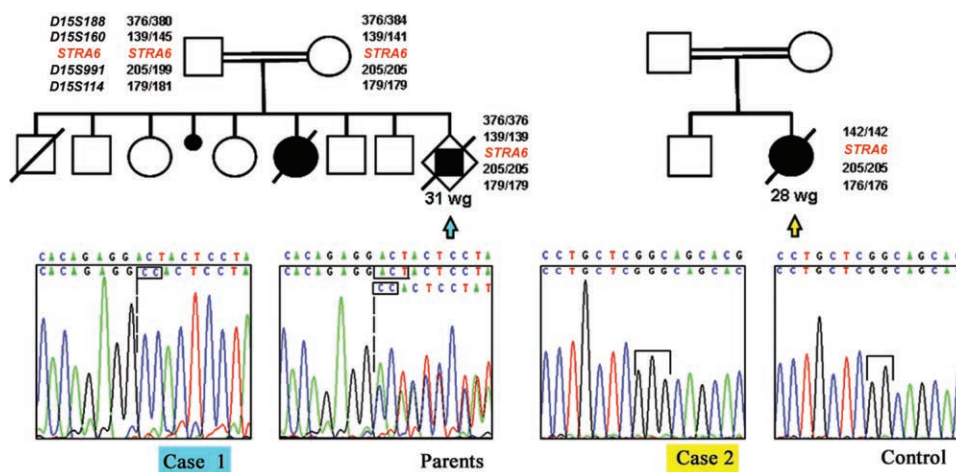 D15S188 376/380 376/384
D15S160 139/145 139/141
STRA6 STRA6 STRA6
D15S991 205/199 205/205
D15S114 179/181 179/179
376/376
139/139
STRA6
205/205
179/179
31 wg
142/142
STRA6
205/205
176/176
28 wg
CACAGAGGACTACTCCTA
CACAGAGGCCACTCCTA
CACAGAGGACTACTCCTA
CACAGAGGACTACTCCTA
CCACTCCTAT
CCTGCTCGGCAGCACG
CCTGCTCGGGCAGCAC
CCTGCTCGGCAGCAC
CCTGCTCGGCAGCA
Case 1
Parents
Case 2
Control